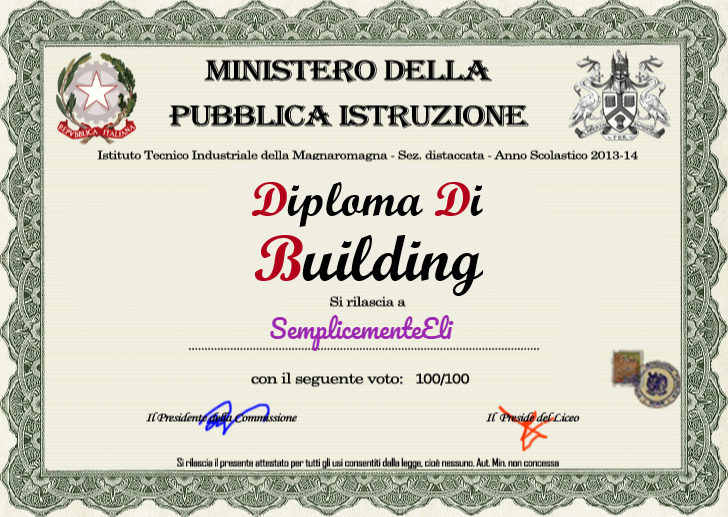 MINISTERO DELLA
PUBBLICA ISTRUZIONE
REPVBBLICA ITALIANA
Istituto Tecnico Industriale della Magnaromagna - Sez. distaccata - Anno Scolastico 2013-14
Diploma Di
Building
Si rilascia a
SemplicementeEli
con il seguente voto: 100/100
Il Presidente della Commissione
Il Preside del Liceo
Si rilascia il presente attestato per tutti gli usi consentiti dalla legge, cioè nessuno. Aut. Min. non concessa